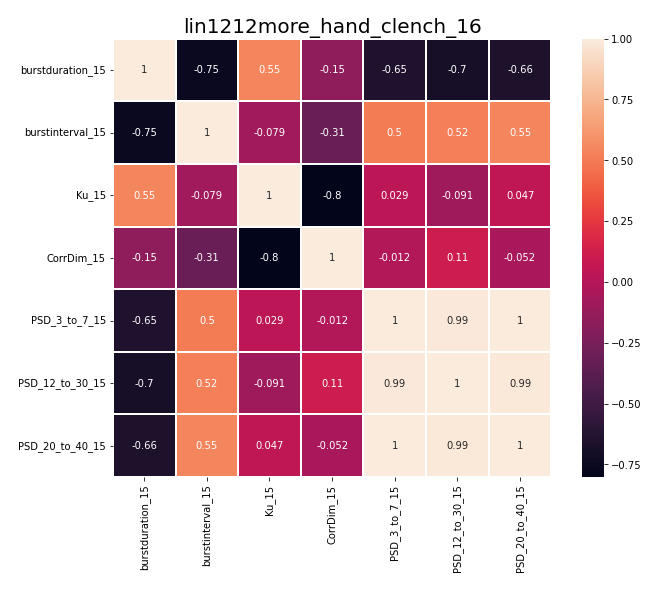 lin1212more_hand_clench_16
burstduration_15 1 -0.75 0.55 -0.15 -0.65 -0.7 -0.66
burstinterval_15 -0.75 1 -0.079 -0.31 0.5 0.52 0.55
Ku_15 0.55 -0.079 1 -0.8 0.029 -0.091 0.047
CorrDim_15 -0.15 -0.31 -0.8 1 -0.012 0.11 -0.052
PSD_3_to_7_15 -0.65 0.5 0.029 -0.012 1 0.99 1
PSD_12_to_30_15 -0.7 0.52 -0.091 0.11 0.99 1 0.99
PSD_20_to_40_15 -0.66 0.55 0.047 -0.052 1 0.99 1
burstduration_15
burstinterval_15
Ku_15
CorrDim_15
PSD_3_to_7_15
PSD_12_to_30_15
PSD_20_to_40_15
1.00
0.75
0.50
0.25
0.00
−0.25
−0.50
−0.75